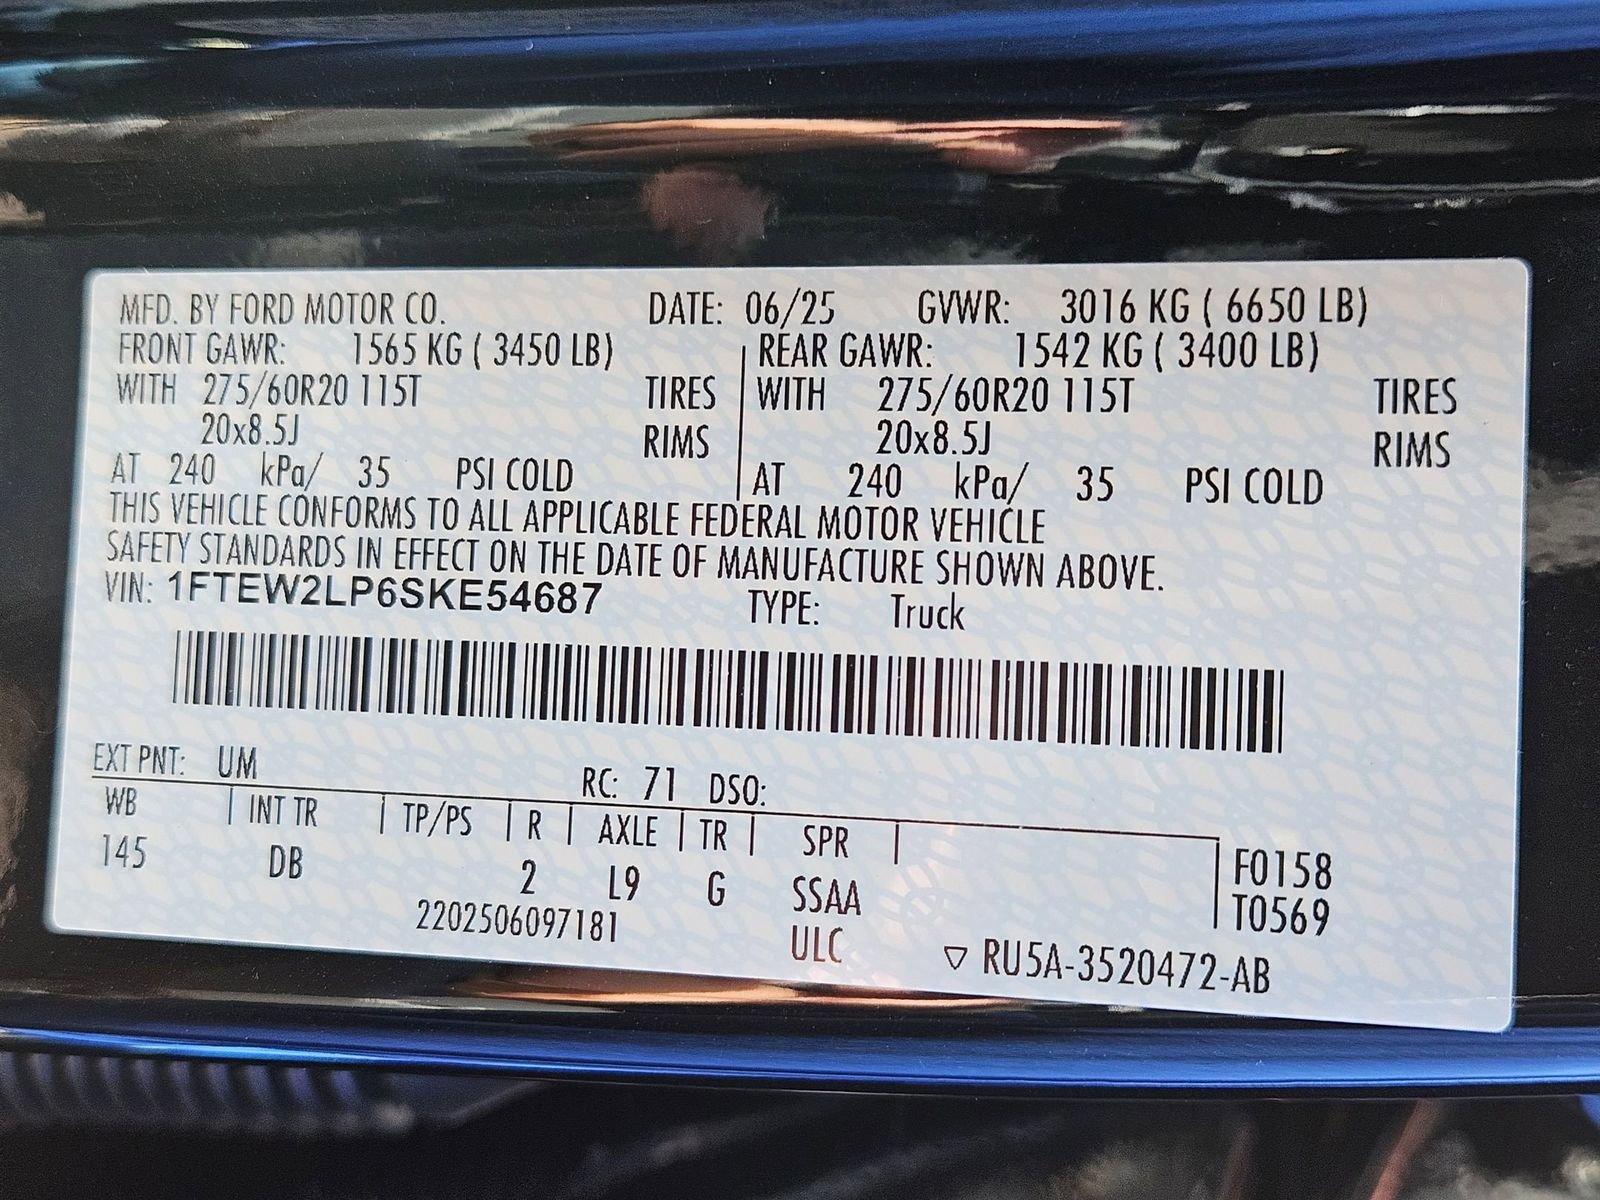 MFD. BY FORD MOTOR CO. DATE: 06/25 GVWR: 3016 KG ( 6650 LB)
FRONT GAWR: 1565 KG ( 3450 LB) REAR GAWR: 1542 KG ( 3400 LB)
WITH 275/60R20 115T TIRES WITH 275/60R20 115T TIRES
20x8.5J RIMS 20x8.5J RIMS
AT 240 kPa/ 35 PSI COLD AT 240 kPa/ 35 PSI COLD
THIS VEHICLE CONFORMS TO ALL APPLICABLE FEDERAL MOTOR VEHICLE
SAFETY STANDARDS IN EFFECT ON THE DATE OF MANUFACTURE SHOWN ABOVE.
VIN: 1FTEW2LP6SKE54687 TYPE: Truck
EXT PNT: UM RC: 71 DSO:
WB INT TR TP/PS R AXLE TR SPR
145 DB 2 L9 G SSAA F0158
2202506097181 ULC T0569
RU5A-3520472-AB